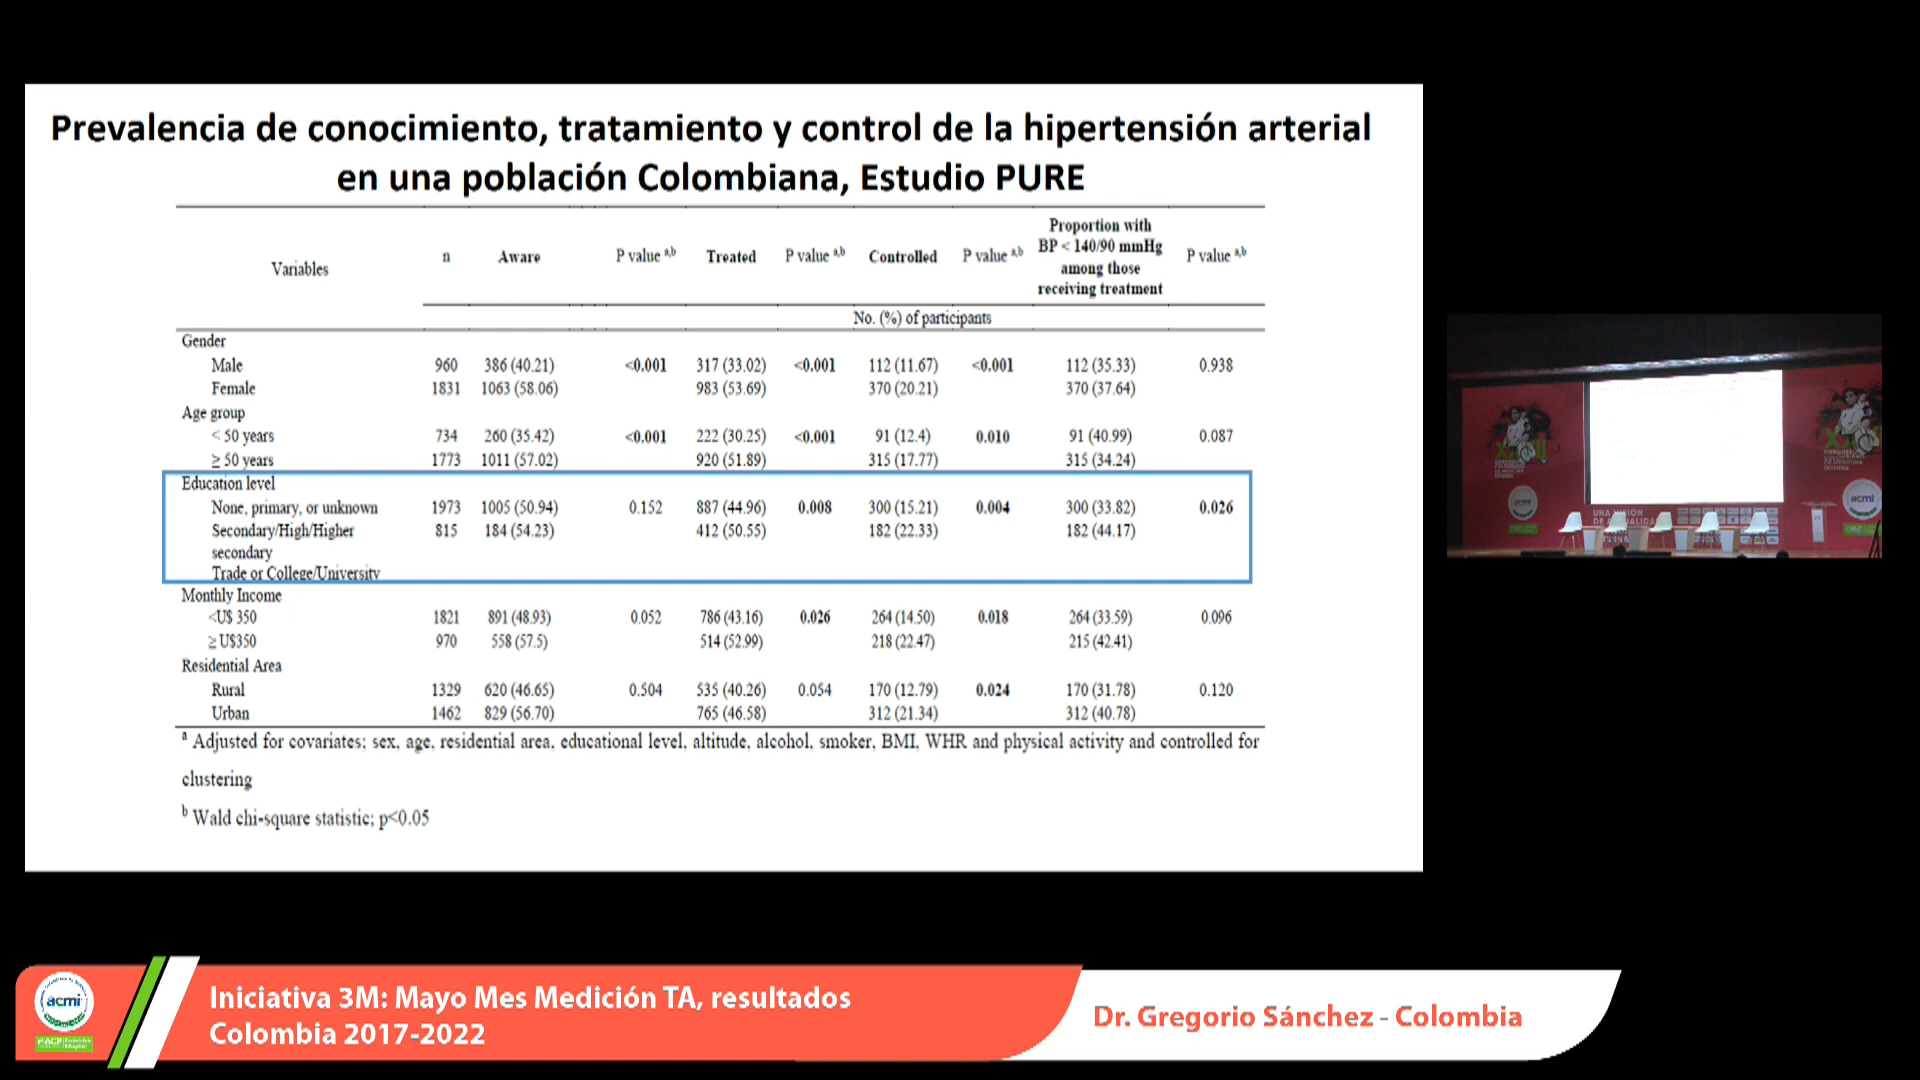 Prevalencia de conocimiento, tratamiento y control de la hipertensión arterial
en una población Colombiana, Estudio PURE
Variables n Aware P value a,b Treated P value a,b Controlled P value a,b Proportion with BP < 140/90 mmHg among those receiving treatment P value a,b
No. (%) of participants
Gender
Male 960 386 (40.21) <0.001 317 (33.02) <0.001 112 (11.67) <0.001 112 (35.33) 0.938
Female 1831 1063 (58.06) 983 (53.69) 370 (20.21) 370 (37.64)
Age group
< 50 years 734 260 (35.42) <0.001 222 (30.25) <0.001 91 (12.4) 0.010 91 (40.99) 0.087
≥ 50 years 1773 1011 (57.02) 920 (51.89) 315 (17.77) 315 (34.24)
Education level
None, primary, or unknown 1973 1005 (50.94) 0.152 887 (44.96) 0.008 300 (15.21) 0.004 300 (33.82) 0.026
Secondary/High/Higher 815 184 (54.23) 412 (50.55) 182 (22.33) 182 (44.17)
secondary
Trade or College/University
Monthly Income
<U$ 350 1821 891 (48.93) 0.052 786 (43.16) 0.026 264 (14.50) 0.018 264 (33.59) 0.096
≥ U$350 970 558 (57.5) 514 (52.99) 218 (22.47) 215 (42.41)
Residential Area
Rural 1329 620 (46.65) 0.504 535 (40.26) 0.054 170 (12.79) 0.024 170 (31.78) 0.120
Urban 1462 829 (56.70) 765 (46.58) 312 (21.34) 312 (40.78)
a Adjusted for covariates; sex, age, residential area, educational level, altitude, alcohol, smoker, BMI, WHR and physical activity and controlled for
clustering
b Wald chi-square statistic; p<0.05
acmi
acmi
UNA VISIÓN
acmi
Iniciativa 3M: Mayo Mes Medición TA, resultados
Colombia 2017-2022
Dr. Gregorio Sánchez - Colombia